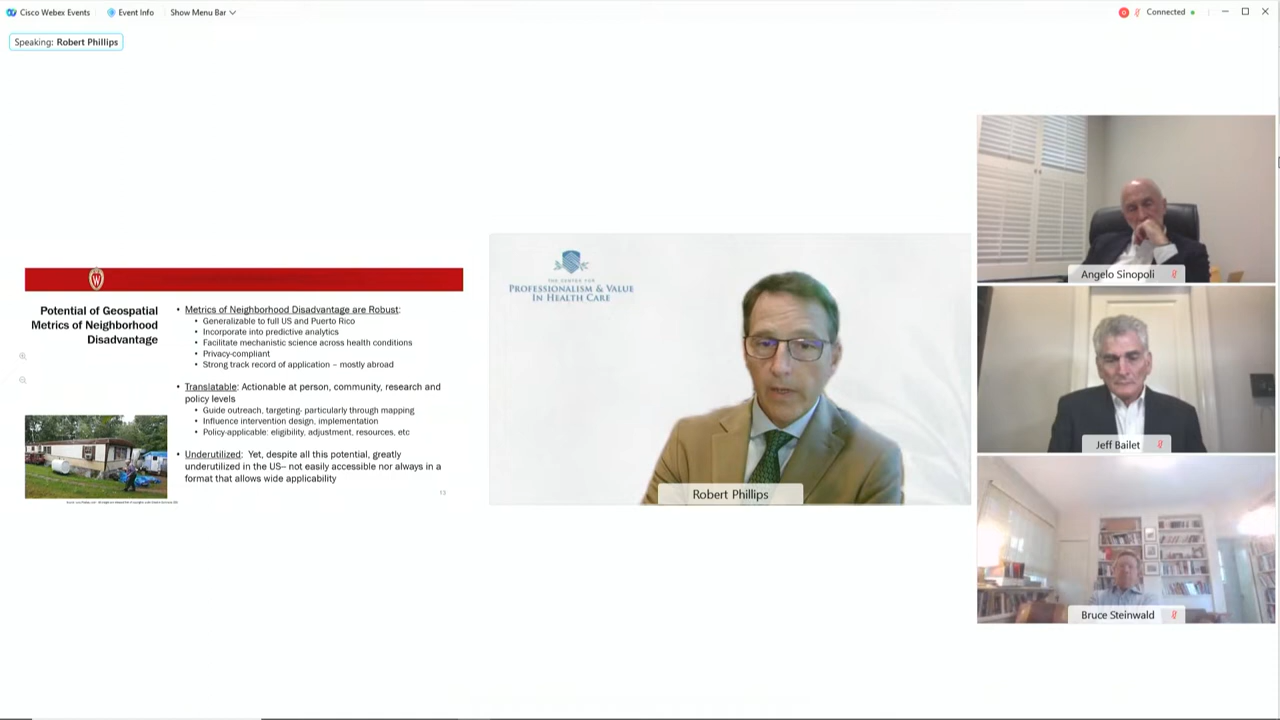 Cisco Webex Events
Event Info
Show Menu Bar
Connected
Speaking: Robert Phillips
W
Potential of Geospatial
Metrics of Neighborhood
Disadvantage
• Metrics of Neighborhood Disadvantage are Robust:
• Generalizable to full US and Puerto Rico
• Incorporate into predictive analytics
• Facilitate mechanistic science across health conditions
• Privacy-compliant
• Strong track record of application – mostly abroad
• Translatable: Actionable at person, community, research and
policy levels
• Guide outreach, targeting- particularly through mapping
• Influence intervention design, implementation
• Policy-applicable: eligibility, adjustment, resources, etc
• Underutilized: Yet, despite all this potential, greatly
underutilized in the US– not easily accessible nor always in a
format that allows wide applicability
13
THE CENTER FOR
PROFESSIONALISM & VALUE
IN HEALTH CARE
Robert Phillips
Angelo Sinopoli
Jeff Bailet
Bruce Steinwald